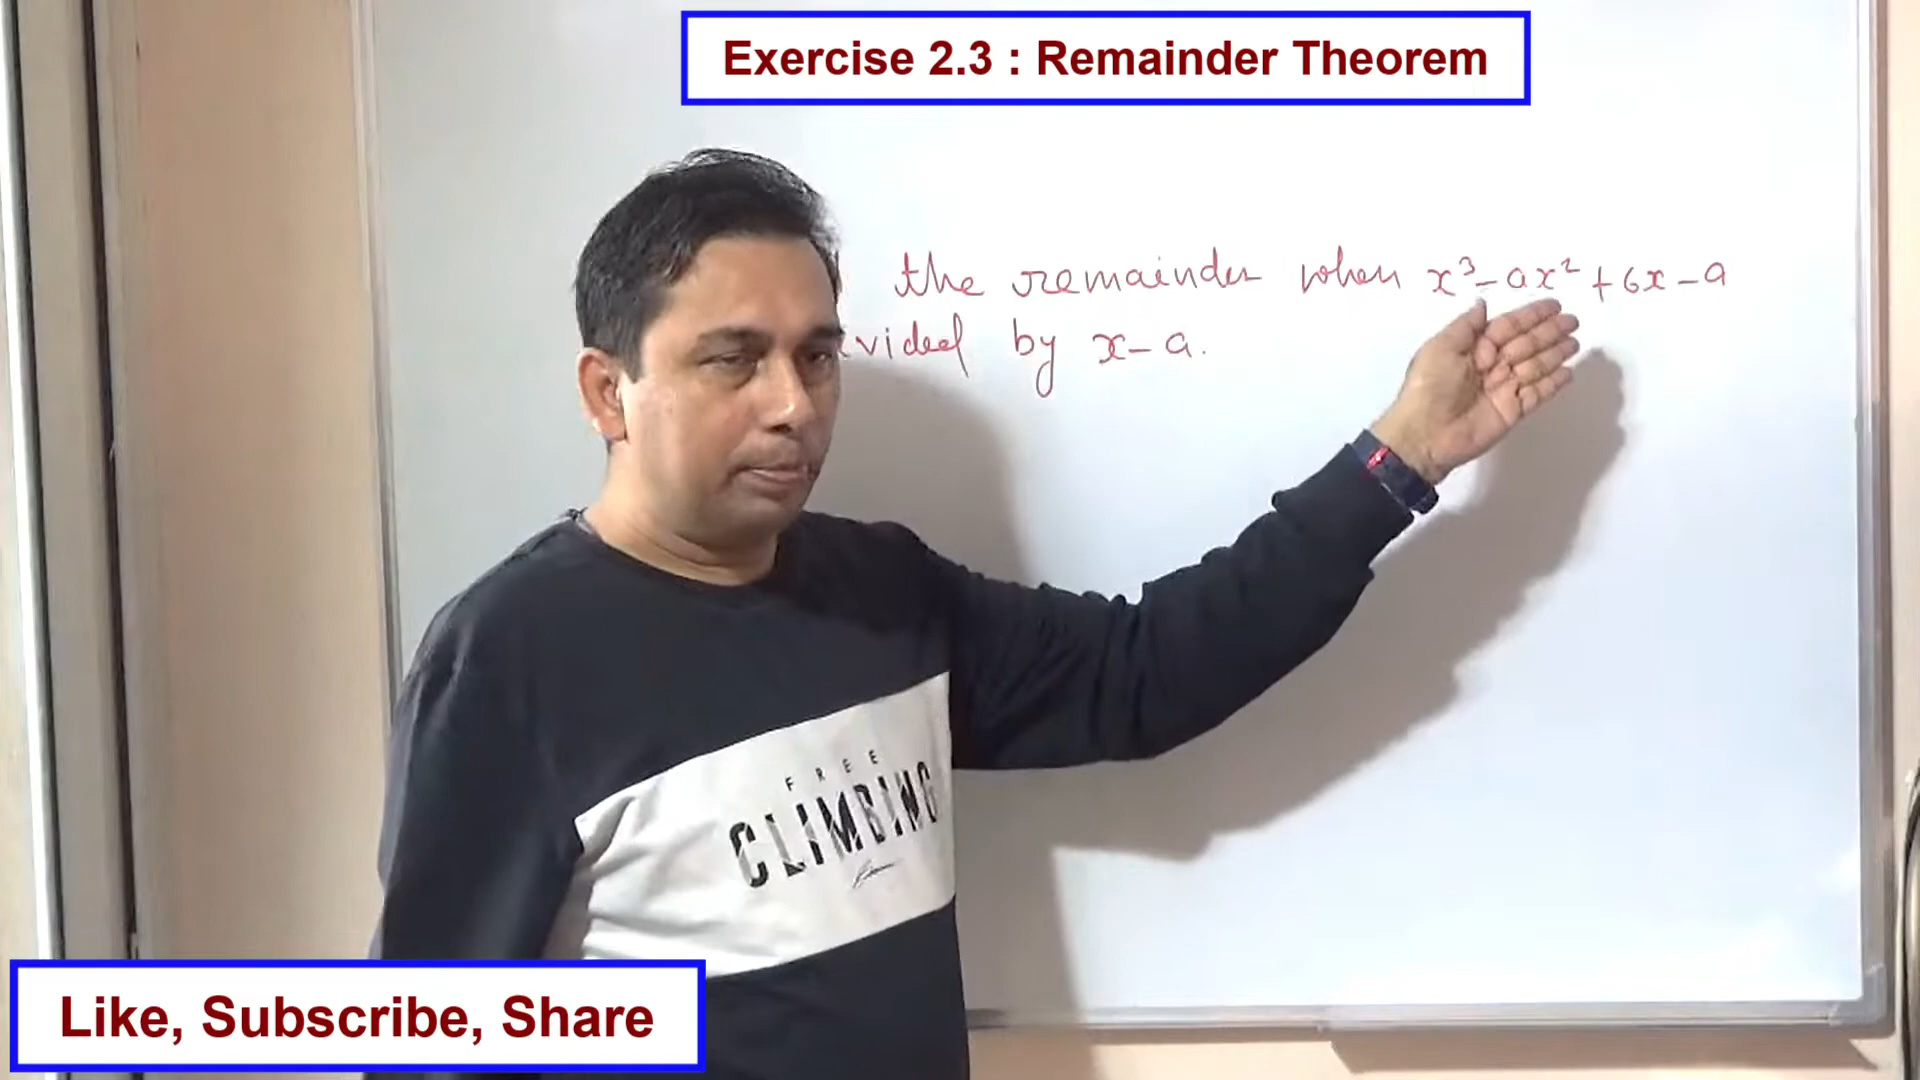 Exercise 2.3 : Remainder Theorem
the remainder when x³-ax²+6x-a
vided by x-a.
FREE
CLIMBING
Like, Subscribe, Share